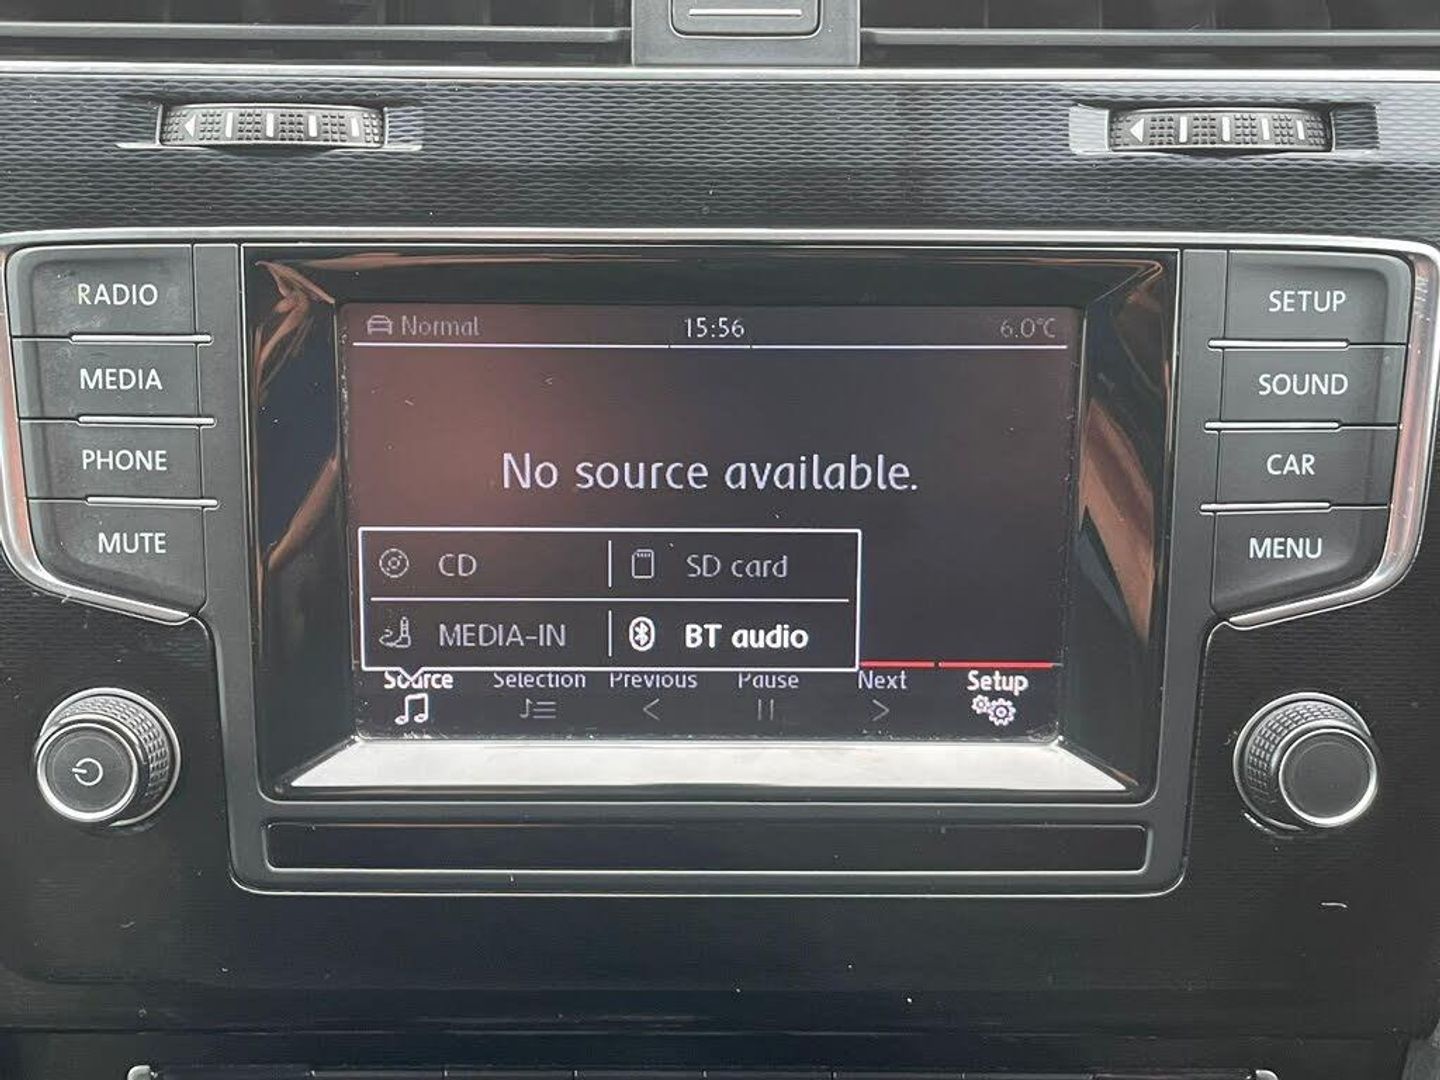 RADIO
MEDIA
PHONE
MUTE
Normal 15:56 6.0°C
No source available.
CD SD card
MEDIA-IN BT audio
Source Selection Previous Pause Next Setup
SETUP
SOUND
CAR
MENU